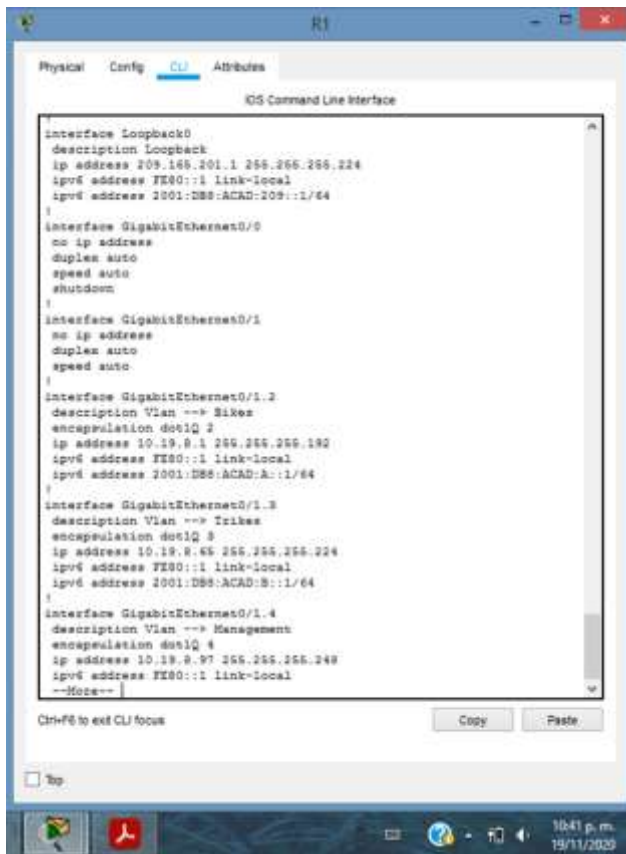 R1
Physical Config CLI Attributes
IOS Command Line Interface
!
interface Loopback0
description Loopback
ip address 209.165.201.1 255.255.255.224
ipv6 address FE80::1 link-local
ipv6 address 2001:DB8:ACAD:209::1/64
!
interface GigabitEthernet0/0
no ip address
duplex auto
speed auto
shutdown
!
interface GigabitEthernet0/1
no ip address
duplex auto
speed auto
!
interface GigabitEthernet0/1.2
description Vlan --> Bikes
encapsulation dot1Q 2
ip address 10.19.8.1 255.255.255.192
ipv6 address FE80::1 link-local
ipv6 address 2001:DB8:ACAD:A::1/64
!
interface GigabitEthernet0/1.3
description Vlan --> Trikes
encapsulation dot1Q 3
ip address 10.19.8.65 255.255.255.224
ipv6 address FE80::1 link-local
ipv6 address 2001:DB8:ACAD:B::1/64
!
interface GigabitEthernet0/1.4
description Vlan --> Management
encapsulation dot1Q 4
ip address 10.19.8.97 255.255.255.248
ipv6 address FE80::1 link-local
--More--
Ctrl+F6 to exit CLI focus
Copy Paste
Top
10:41 p. m.
19/11/2020